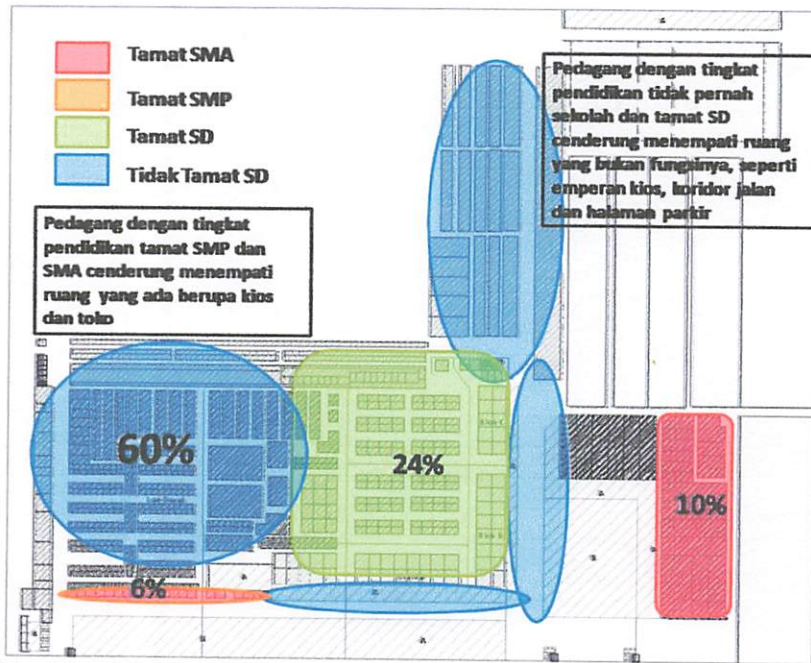 Tamat SMA
Tamat SMP
Tamat SD
Tidak Tamat SD
Pedagang dengan tingkat
pendidikan tidak pernah
sekolah dan tamat SD
cenderung menempati ruang
yang bukan fungsinya, seperti
emperan kios, koridor jalan
dan halaman parkir
Pedagang dengan tingkat
pendidikan tamat SMP dan
SMA cenderung menempati
ruang yang ada berupa kios
dan toko
60%
24%
10%
6%